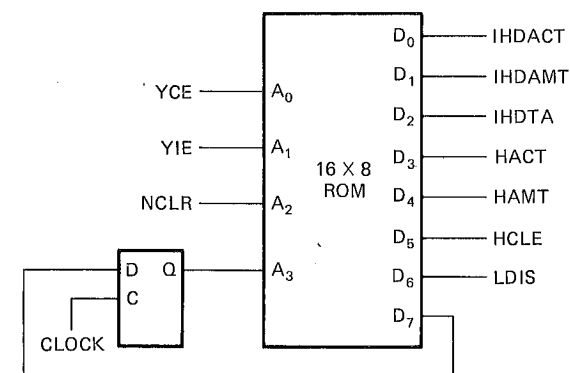 D₀ IHDACT
D₁ IHDAMT
YCE A₀
D₂ IHDTA
YIE A₁
16 X 8
ROM
D₃ HACT
NCLR A₂
D₄ HAMT
D₅ HCLE
D Q A₃
D₆ LDIS
C
D₇
CLOCK